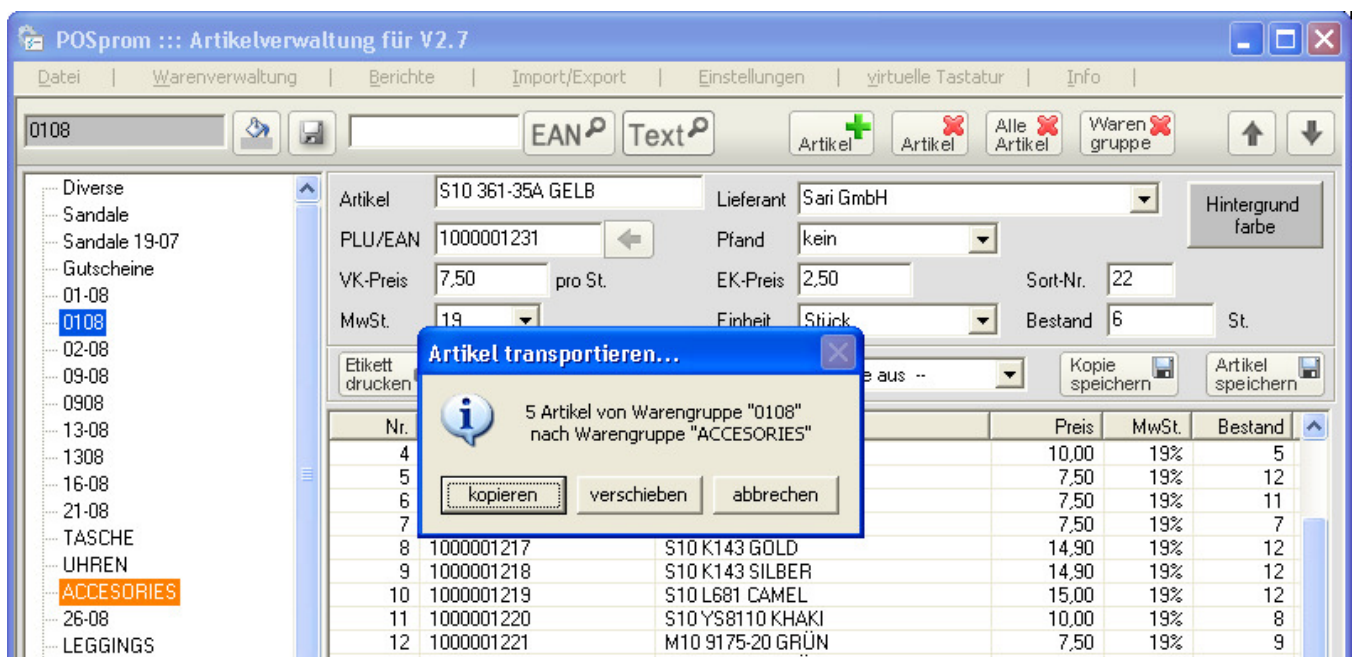 POSprom ::: Artikelverwaltung für V2.7
Datei | Warenverwaltung | Berichte | Import/Export | Einstellungen | virtuelle Tastatur | Info |
0108 EAN Text Artikel Artikel Alle Artikel Waren gruppe
Diverse
Sandale
Sandale 19-07
Gutscheine
01-08
0108
02-08
09-08
0908
13-08
1308
16-08
21-08
TASCHE
UHREN
ACCESORIES
26-08
LEGGINGS
Artikel S10 361-35A GELB Lieferant Sari GmbH Hintergrund farbe
PLU/EAN 1000001231 Pfand kein
VK-Preis 7,50 pro St. EK-Preis 2,50 Sort-Nr. 22
MwSt. 19 Einheit Stück Bestand 6 St.
Etikett drucken e aus -- Kopie speichern Artikel speichern
Artikel transportieren...
5 Artikel von Warengruppe "0108"
nach Warengruppe "ACCESORIES"
kopieren verschieben abbrechen
Nr. Preis MwSt. Bestand
4 10,00 19% 5
5 7,50 19% 12
6 7,50 19% 11
7 7,50 19% 7
8 1000001217 S10 K143 GOLD 14,90 19% 12
9 1000001218 S10 K143 SILBER 14,90 19% 12
10 1000001219 S10 L681 CAMEL 15,00 19% 12
11 1000001220 S10 YS8110 KHAKI 10,00 19% 8
12 1000001221 M10 9175-20 GRÜN 7,50 19% 9